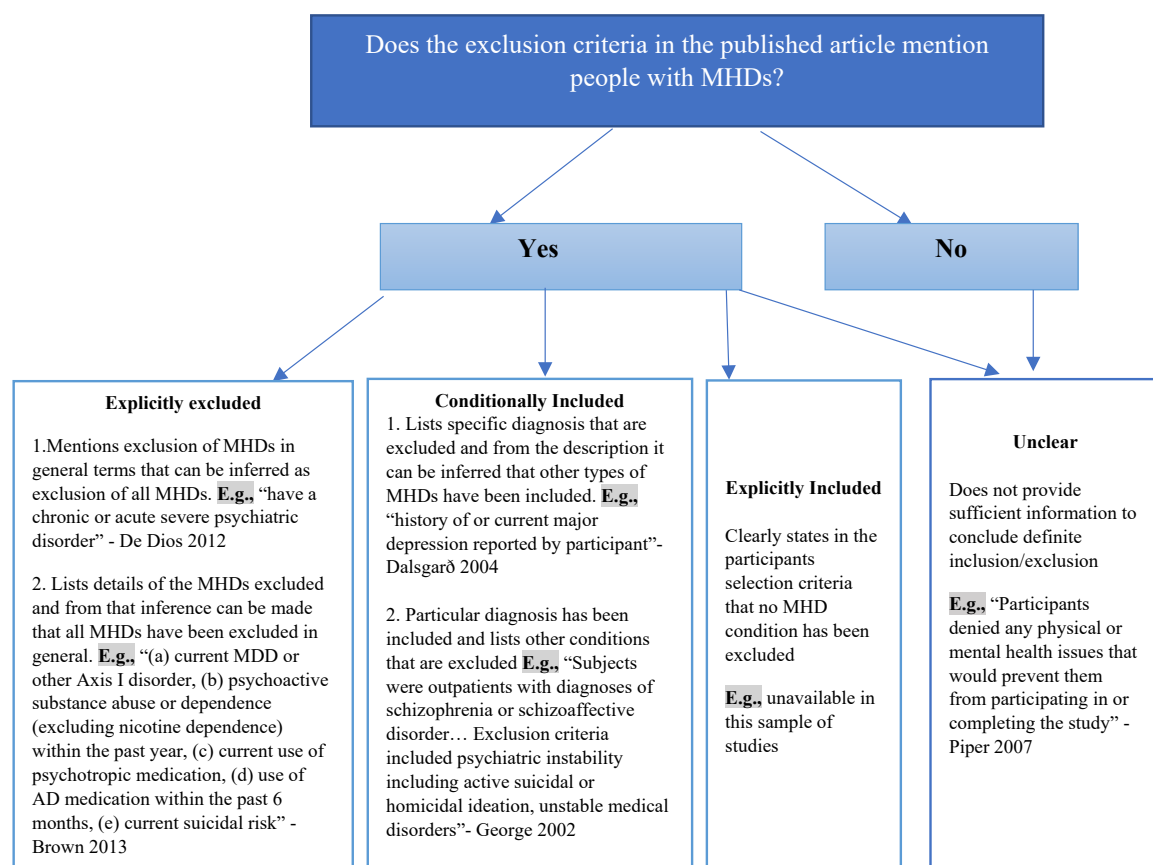 Does the exclusion criteria in the published article mention
people with MHDs?
Yes
No
Explicitly excluded
1.Mentions exclusion of MHDs in
general terms that can be inferred as
exclusion of all MHDs. E.g., “have a
chronic or acute severe psychiatric
disorder” - De Dios 2012
2. Lists details of the MHDs excluded
and from that inference can be made
that all MHDs have been excluded in
general. E.g., “(a) current MDD or
other Axis I disorder, (b) psychoactive
substance abuse or dependence
(excluding nicotine dependence)
within the past year, (c) current use of
psychotropic medication, (d) use of
AD medication within the past 6
months, (e) current suicidal risk” -
Brown 2013
Conditionally Included
1. Lists specific diagnosis that are
excluded and from the description it
can be inferred that other types of
MHDs have been included. E.g.,
“history of or current major
depression reported by participant”-
Dalsgarð 2004
2. Particular diagnosis has been
included and lists other conditions
that are excluded E.g., “Subjects
were outpatients with diagnoses of
schizophrenia or schizoaffective
disorder… Exclusion criteria
included psychiatric instability
including active suicidal or
homicidal ideation, unstable medical
disorders”- George 2002
Explicitly Included
Clearly states in the
participants
selection criteria
that no MHD
condition has been
excluded
E.g., unavailable in
this sample of
studies
Unclear
Does not provide
sufficient information to
conclude definite
inclusion/exclusion
E.g., “Participants
denied any physical or
mental health issues that
would prevent them
from participating in or
completing the study” -
Piper 2007